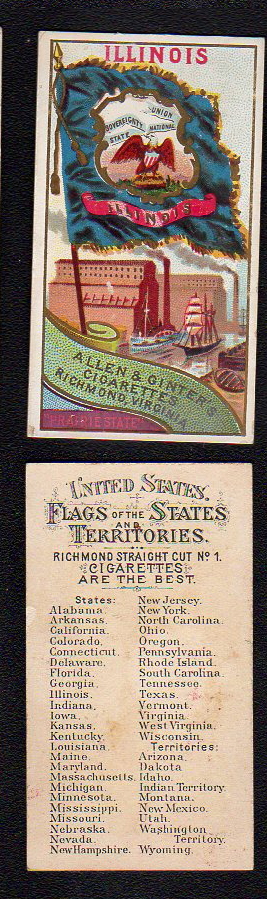 ILLINOIS
UNION
SOVEREIGNTY NATIONAL
STATE
ILLINOIS
ALLEN & GINTER
CIGARETTES
RICHMOND, VIRGINIA
"PRAIRIE STATE"
UNITED STATES.
FLAGS OF THE STATES
AND
TERRITORIES.
RICHMOND STRAIGHT CUT Nº 1.
CIGARETTES
ARE THE BEST.
States:
Alabama.
Arkansas.
California.
Colorado.
Connecticut.
Delaware.
Florida.
Georgia.
Illinois.
Indiana.
Iowa.
Kansas.
Kentucky.
Louisiana.
Maine.
Maryland.
Massachusetts.
Michigan.
Minnesota.
Mississippi.
Missouri.
Nebraska.
Nevada.
New Hampshire.
New Jersey.
New York.
North Carolina.
Ohio.
Oregon.
Pennsylvania.
Rhode Island.
South Carolina.
Tennessee.
Texas.
Vermont.
Virginia.
West Virginia.
Wisconsin.
Territories:
Arizona.
Dakota
Idaho.
Indian Territory.
Montana.
New Mexico.
Utah.
Washington
Territory.
Wyoming.